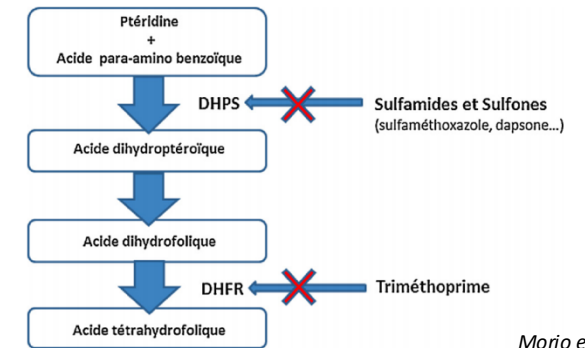 Ptéridine
+
Acide para-amino benzoïque
DHPS
Sulfamides et Sulfones
(sulfaméthoxazole, dapsone...)
Acide dihydroptéroïque
Acide dihydrofolique
DHFR
Triméthoprime
Acide tétrahydrofolique
Morio e